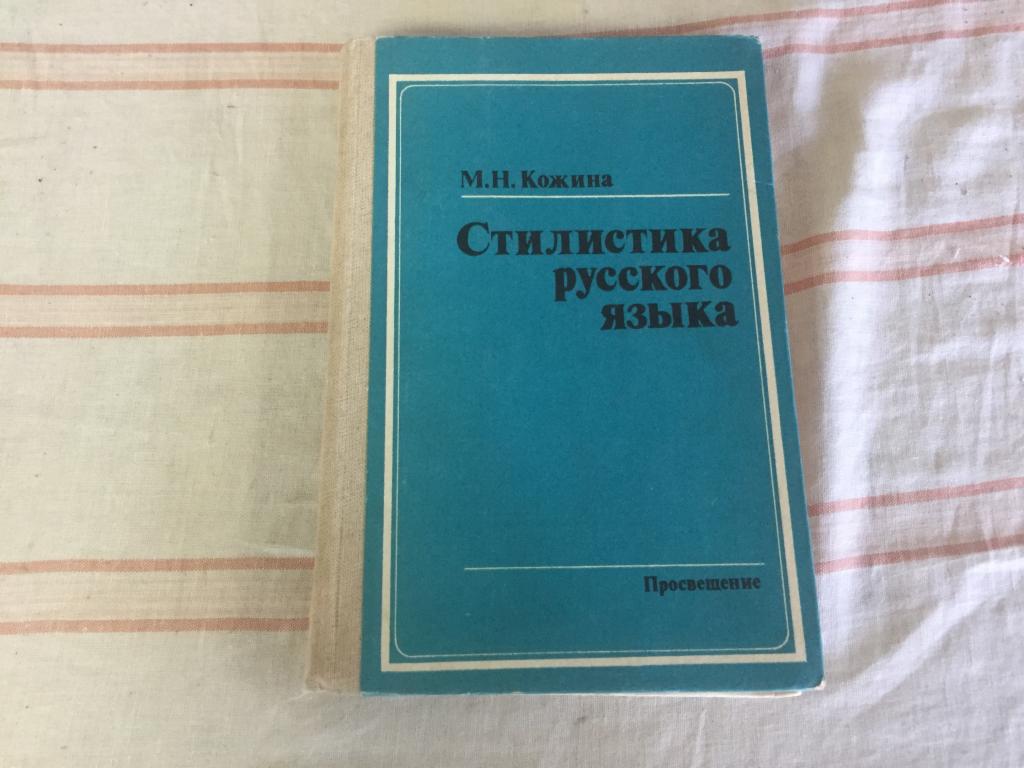 М.Н. Кожина
Стилистика
русского
языка
Просвещение